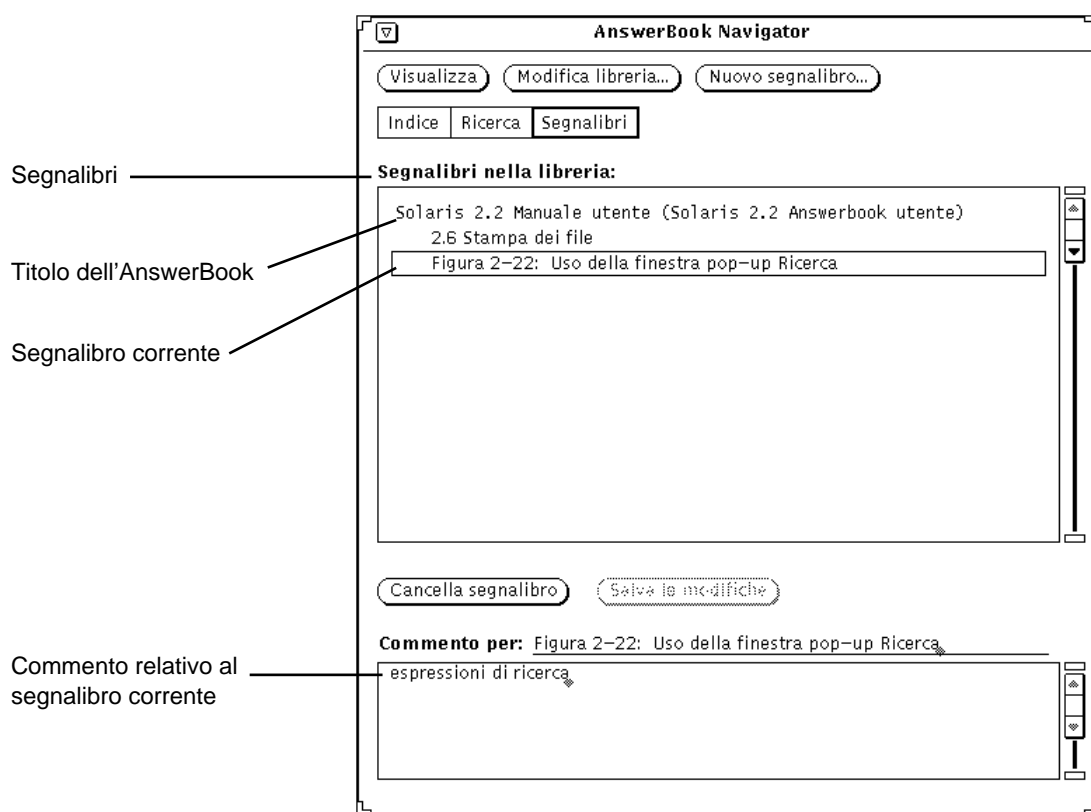 AnswerBook Navigator
Visualizza Modifica libreria... Nuovo segnalibro...
Indice Ricerca Segnalibri
Segnalibri
Segnalibri nella libreria:
Solaris 2.2 Manuale utente (Solaris 2.2 Answerbook utente)
2.6 Stampa dei file
Titolo dell'AnswerBook
Figura 2–22: Uso della finestra pop–up Ricerca
Segnalibro corrente
Cancella segnalibro Salva le modifiche
Commento per: Figura 2–22: Uso della finestra pop–up Ricerca
Commento relativo al
segnalibro corrente
espressioni di ricerca